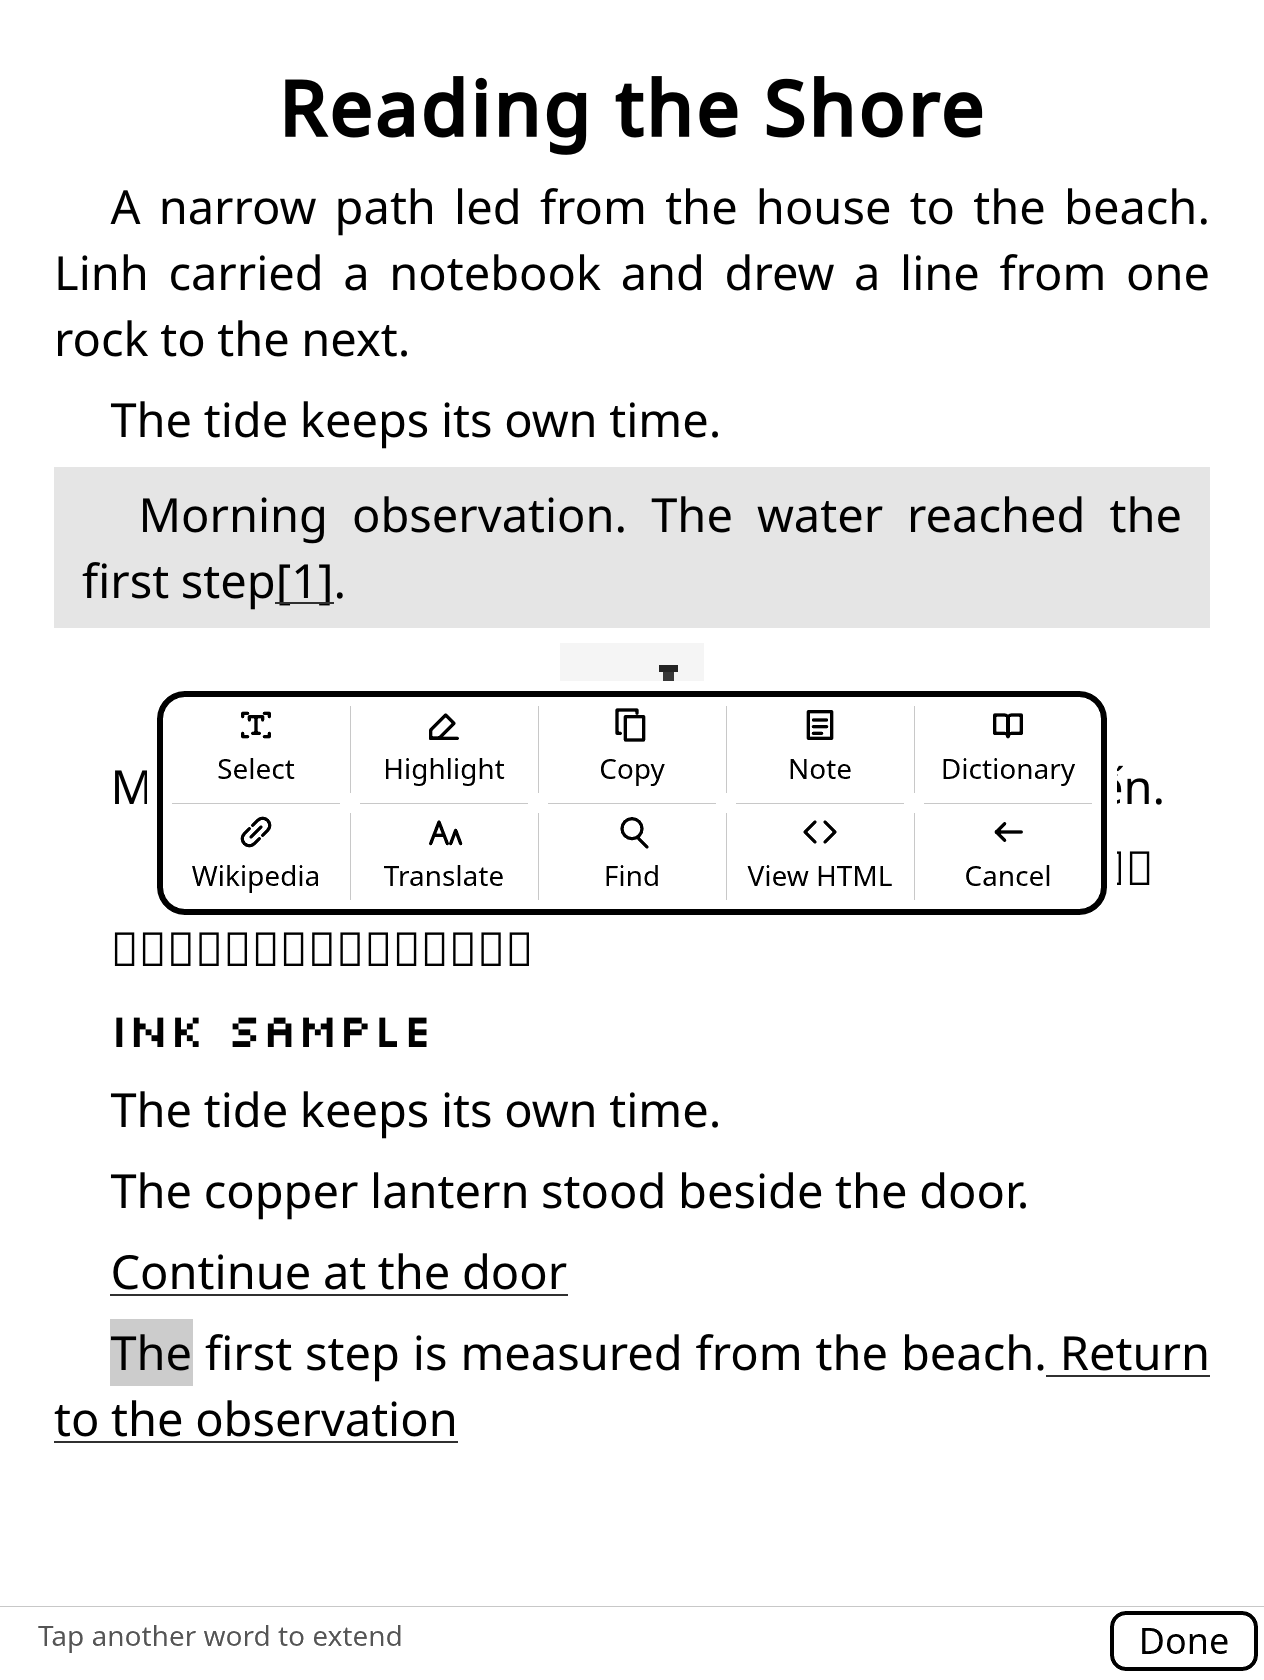 Reading the Shore
A narrow path led from the house to the beach.
Linh carried a notebook and drew a line from one
rock to the next.
The tide keeps its own time.
Morning observation. The water reached the
first step[1].
Select Highlight Copy Note Dictionary
Wikipedia Translate Find View HTML Cancel
INK SAMPLE
The tide keeps its own time.
The copper lantern stood beside the door.
Continue at the door
The first step is measured from the beach. Return
to the observation
Tap another word to extend
Done